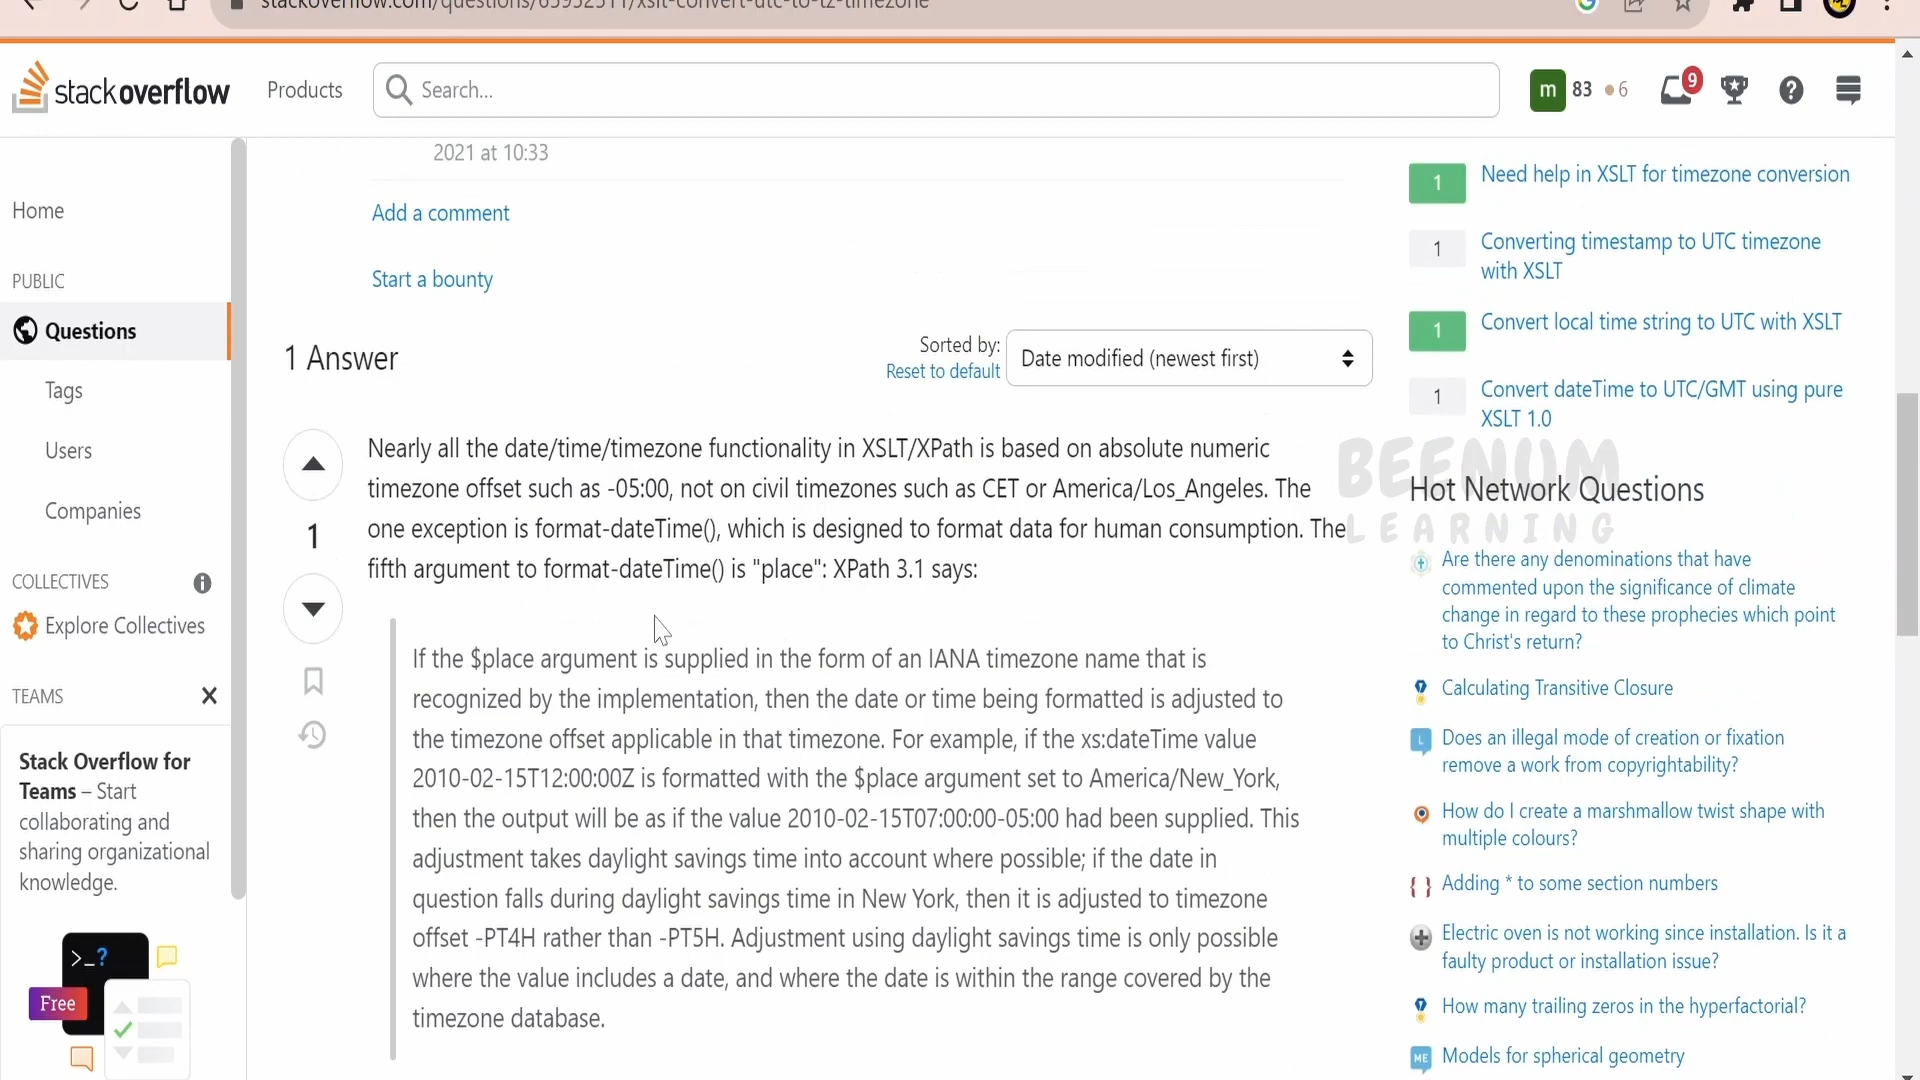 stackoverflow.com/questions/65952511/xslt-convert-utc-to-tz-timezone
stackoverflow
Products
Search...
m
83
6
9
Home
PUBLIC
Questions
Tags
Users
Companies
COLLECTIVES
Explore Collectives
TEAMS
Stack Overflow for
Teams – Start
collaborating and
sharing organizational
knowledge.
>_?
Free
2021 at 10:33
Add a comment
Start a bounty
1 Answer
Sorted by:
Reset to default
Date modified (newest first)
1
Nearly all the date/time/timezone functionality in XSLT/XPath is based on absolute numeric
timezone offset such as -05:00, not on civil timezones such as CET or America/Los_Angeles. The
one exception is format-dateTime(), which is designed to format data for human consumption. The
fifth argument to format-dateTime() is "place": XPath 3.1 says:
If the $place argument is supplied in the form of an IANA timezone name that is
recognized by the implementation, then the date or time being formatted is adjusted to
the timezone offset applicable in that timezone. For example, if the xs:dateTime value
2010-02-15T12:00:00Z is formatted with the $place argument set to America/New_York,
then the output will be as if the value 2010-02-15T07:00:00-05:00 had been supplied. This
adjustment takes daylight savings time into account where possible; if the date in
question falls during daylight savings time in New York, then it is adjusted to timezone
offset -PT4H rather than -PT5H. Adjustment using daylight savings time is only possible
where the value includes a date, and where the date is within the range covered by the
timezone database.
1
Need help in XSLT for timezone conversion
1
Converting timestamp to UTC timezone
with XSLT
1
Convert local time string to UTC with XSLT
1
Convert dateTime to UTC/GMT using pure
XSLT 1.0
BEENUM
LEARNING
Hot Network Questions
Are there any denominations that have
commented upon the significance of climate
change in regard to these prophecies which point
to Christ's return?
Calculating Transitive Closure
L
Does an illegal mode of creation or fixation
remove a work from copyrightability?
How do I create a marshmallow twist shape with
multiple colours?
{ }
Adding * to some section numbers
Electric oven is not working since installation. Is it a
faulty product or installation issue?
How many trailing zeros in the hyperfactorial?
ME
Models for spherical geometry